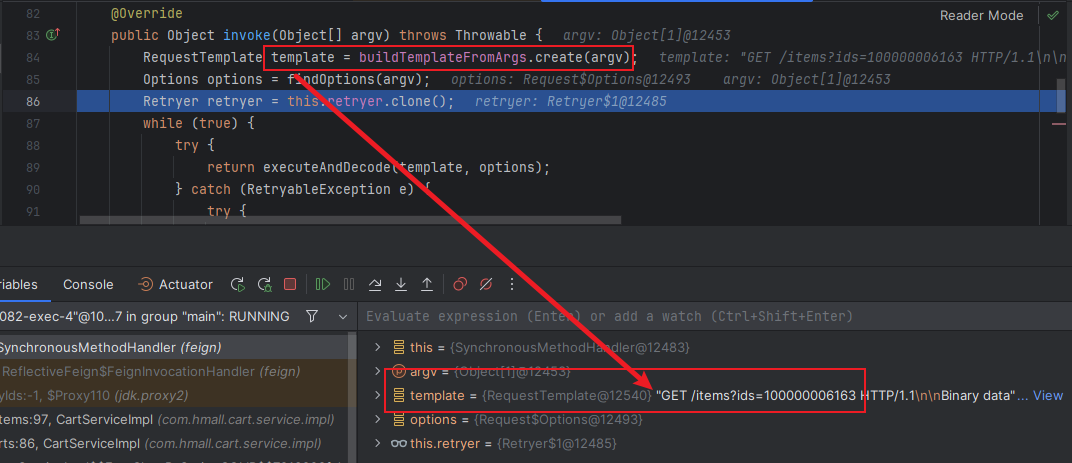 82 @Override
Reader Mode
83 public Object invoke(Object[] argv) throws Throwable { argv: Object[1]@12453
84 RequestTemplate template = buildTemplateFromArgs.create(argv); template: "GET /items?ids=100000006163 HTTP/1.1\n\n
85 Options options = findOptions(argv); options: Request$Options@12493 argv: Object[1]@12453
86 Retryer retryer = this.retryer.clone(); retryer: Retryer$1@12485
87 while (true) {
88 try {
89 return executeAndDecode(template, options);
90 } catch (RetryableException e) {
91 try {
riables Console Actuator
082-exec-4"@10...7 in group "main": RUNNING
Evaluate expression (Enter) or add a watch (Ctrl+Shift+Enter)
SynchronousMethodHandler (feign)
this = {SynchronousMethodHandler@12483}
ReflectiveFeign$FeignInvocationHandler (feign)
argv = {Object[1]@12453}
yIds:-1, $Proxy110 (jdk.proxy2)
template = {RequestTemplate@12540} "GET /items?ids=100000006163 HTTP/1.1\n\nBinary data"... View
tems:97, CartServiceImpl (com.hmall.cart.service.impl)
options = {Request$Options@12493}
rts:86, CartServiceImpl (com.hmall.cart.service.impl)
this.retryer = {Retryer$1@12485}